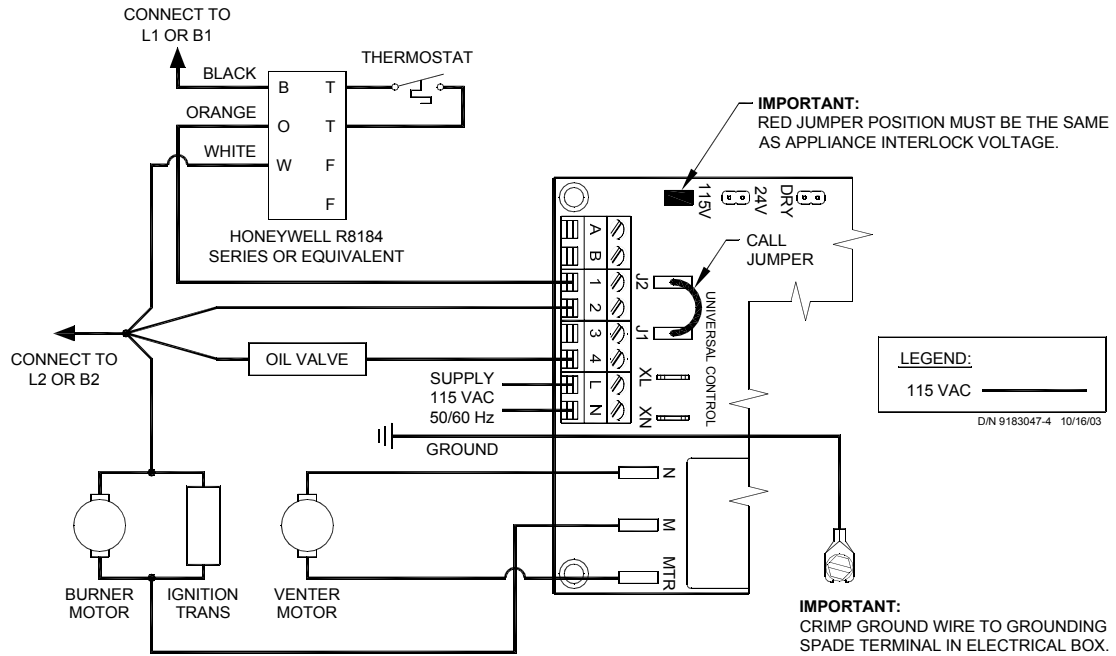 CONNECT TO
L1 OR B1
BLACK
ORANGE
WHITE
B T
O T
W F
F
THERMOSTAT
HONEYWELL R8184
SERIES OR EQUIVALENT
IMPORTANT:
RED JUMPER POSITION MUST BE THE SAME
AS APPLIANCE INTERLOCK VOLTAGE.
115V
24V
DRY
CALL
JUMPER
A
B
1
2
3
4
L
N
J2
J1
XL
XN
UNIVERSAL CONTROL
CONNECT TO
L2 OR B2
OIL VALVE
SUPPLY
115 VAC
50/60 Hz
GROUND
LEGEND:
115 VAC
D/N 9183047-4 10/16/03
N
M
MTR
BURNER
MOTOR
IGNITION
TRANS
VENTER
MOTOR
IMPORTANT:
CRIMP GROUND WIRE TO GROUNDING
SPADE TERMINAL IN ELECTRICAL BOX.